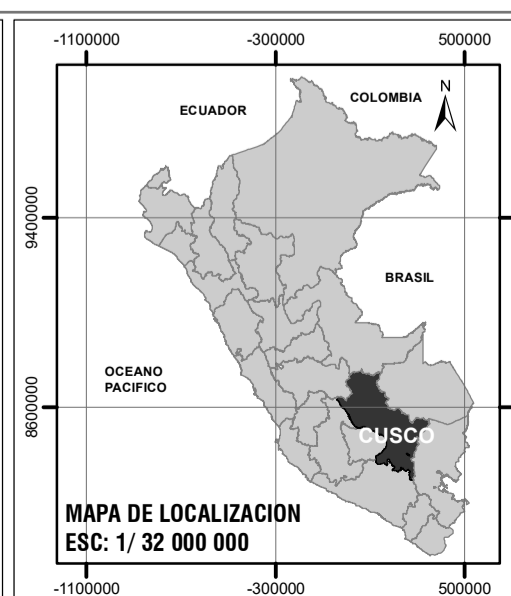 -1100000 -300000 500000
N
COLOMBIA
ECUADOR
9400000
BRASIL
OCEANO
PACIFICO
8600000
CUSCO
MAPA DE LOCALIZACION
ESC: 1/ 32 000 000
-1100000 -300000 500000